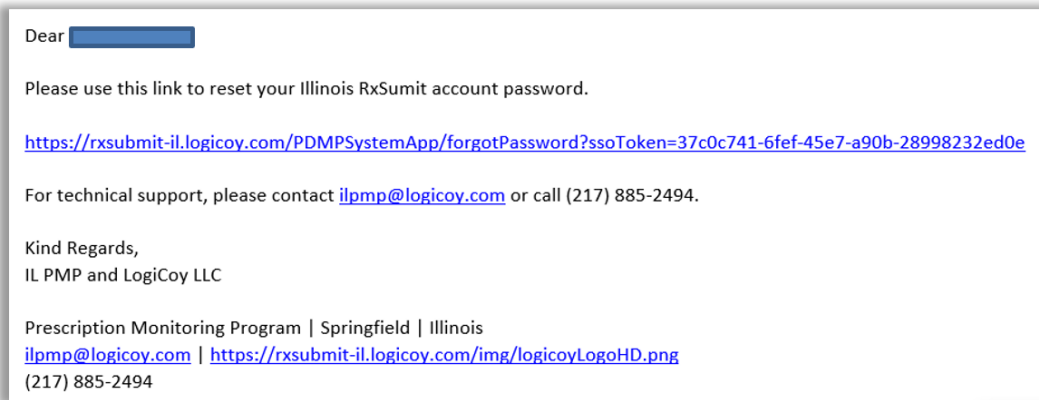 Dear
Please use this link to reset your Illinois RxSumit account password.
https://rxsubmit-il.logicoy.com/PDMPSystemApp/forgotPassword?ssoToken=37c0c741-6fef-45e7-a90b-28998232ed0e
For technical support, please contact ilpmp@logicoy.com or call (217) 885-2494.
Kind Regards,
IL PMP and LogiCoy LLC
Prescription Monitoring Program | Springfield | Illinois
ilpmp@logicoy.com | https://rxsubmit-il.logicoy.com/img/logicoyLogoHD.png
(217) 885-2494